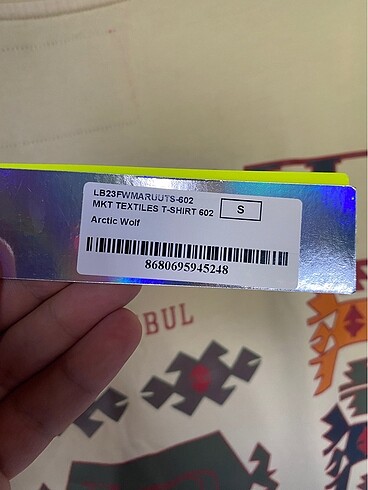 LB23FWMARUUTS-602
MKT TEXTILES T-SHIRT 602
S
Arctic Wolf
8680695945248
BUL